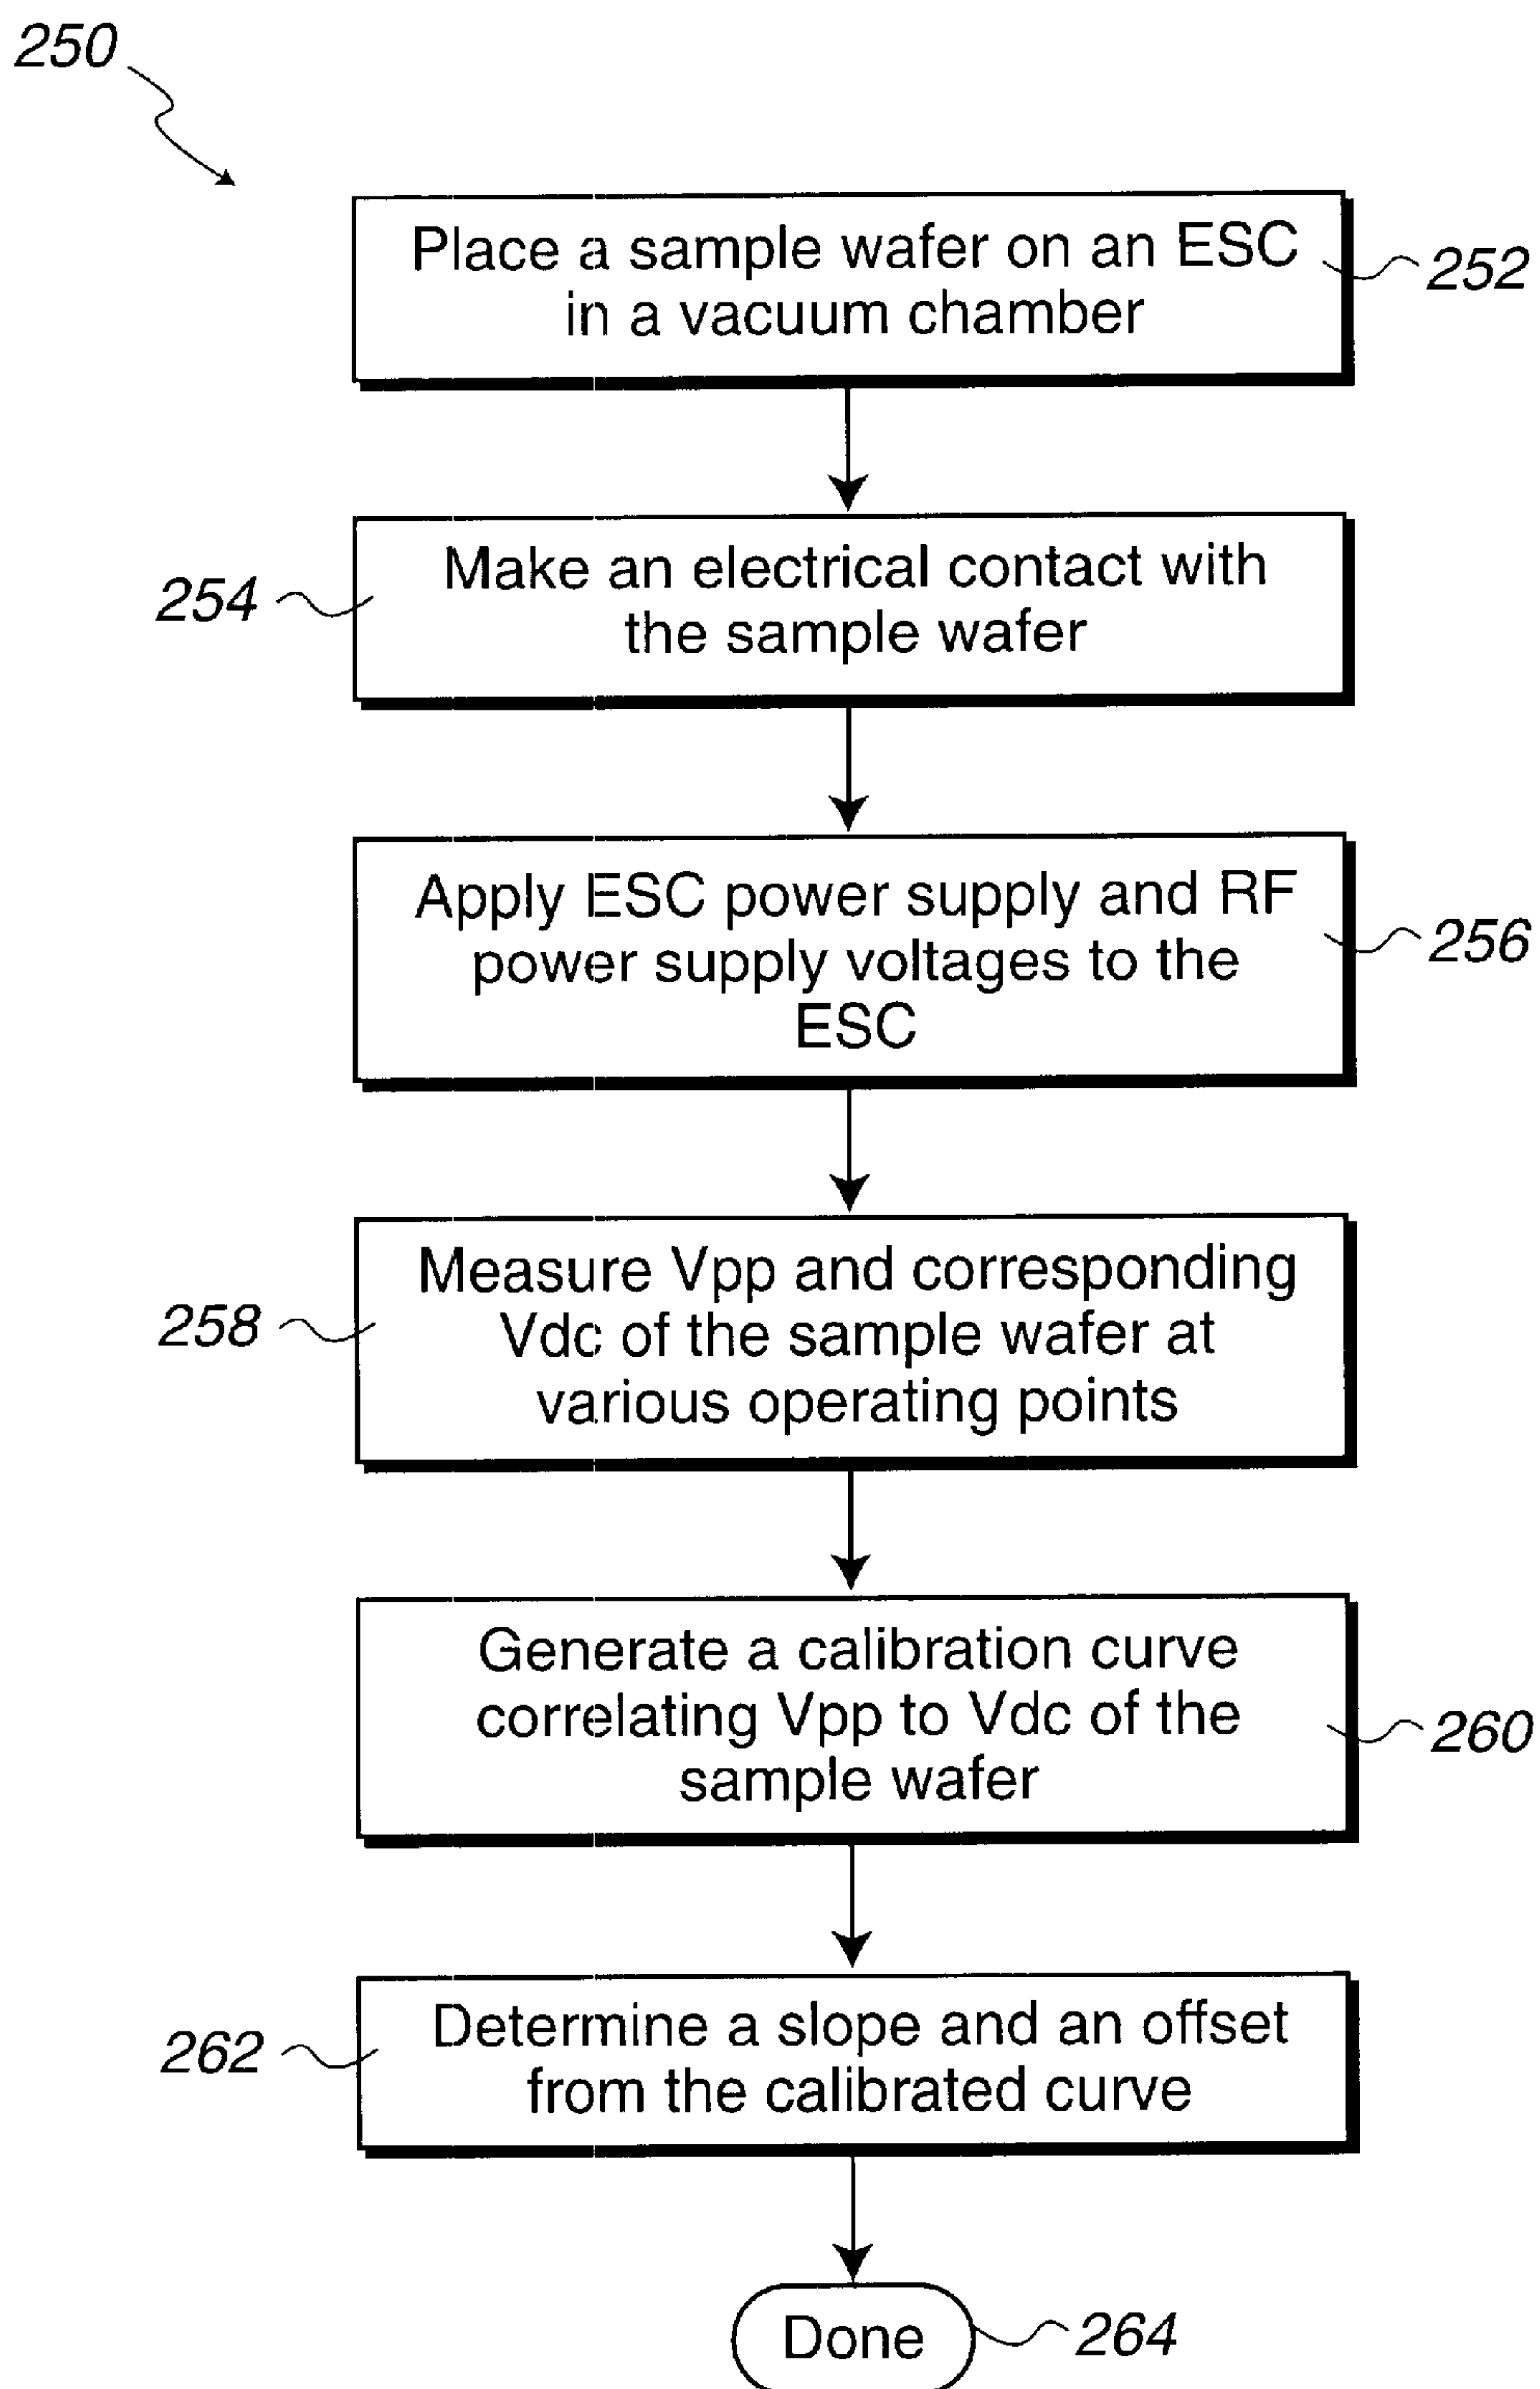 250
Place a sample wafer on an ESC
in a vacuum chamber
252
Make an electrical contact with
the sample wafer
254
Apply ESC power supply and RF
power supply voltages to the
ESC
256
Measure Vpp and corresponding
Vdc of the sample wafer at
various operating points
258
Generate a calibration curve
correlating Vpp to Vdc of the
sample wafer
260
Determine a slope and an offset
from the calibrated curve
262
Done
264